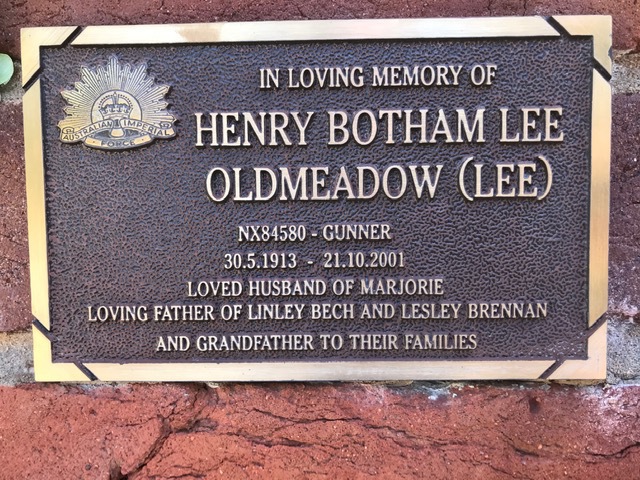 AUSTRALIAN IMPERIAL
FORCE
IN LOVING MEMORY OF
HENRY BOTHAM LEE
OLDMEADOW (LEE)
NX84580 - GUNNER
30.5.1913 - 21.10.2001
LOVED HUSBAND OF MARJORIE
LOVING FATHER OF LINLEY BECH AND LESLEY BRENNAN
AND GRANDFATHER TO THEIR FAMILIES